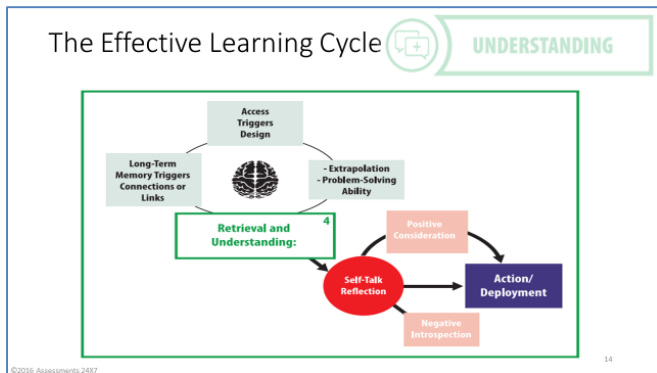 The Effective Learning Cycle
UNDERSTANDING
Access
Triggers
Design
Long-Term
Memory Triggers
Connections or
Links
- Extrapolation
- Problem-Solving
Ability
4
Retrieval and
Understanding:
Positive
Consideration
Self-Talk
Reflection
Action/
Deployment
Negative
Introspection
14
©2016 Assessments 24X7